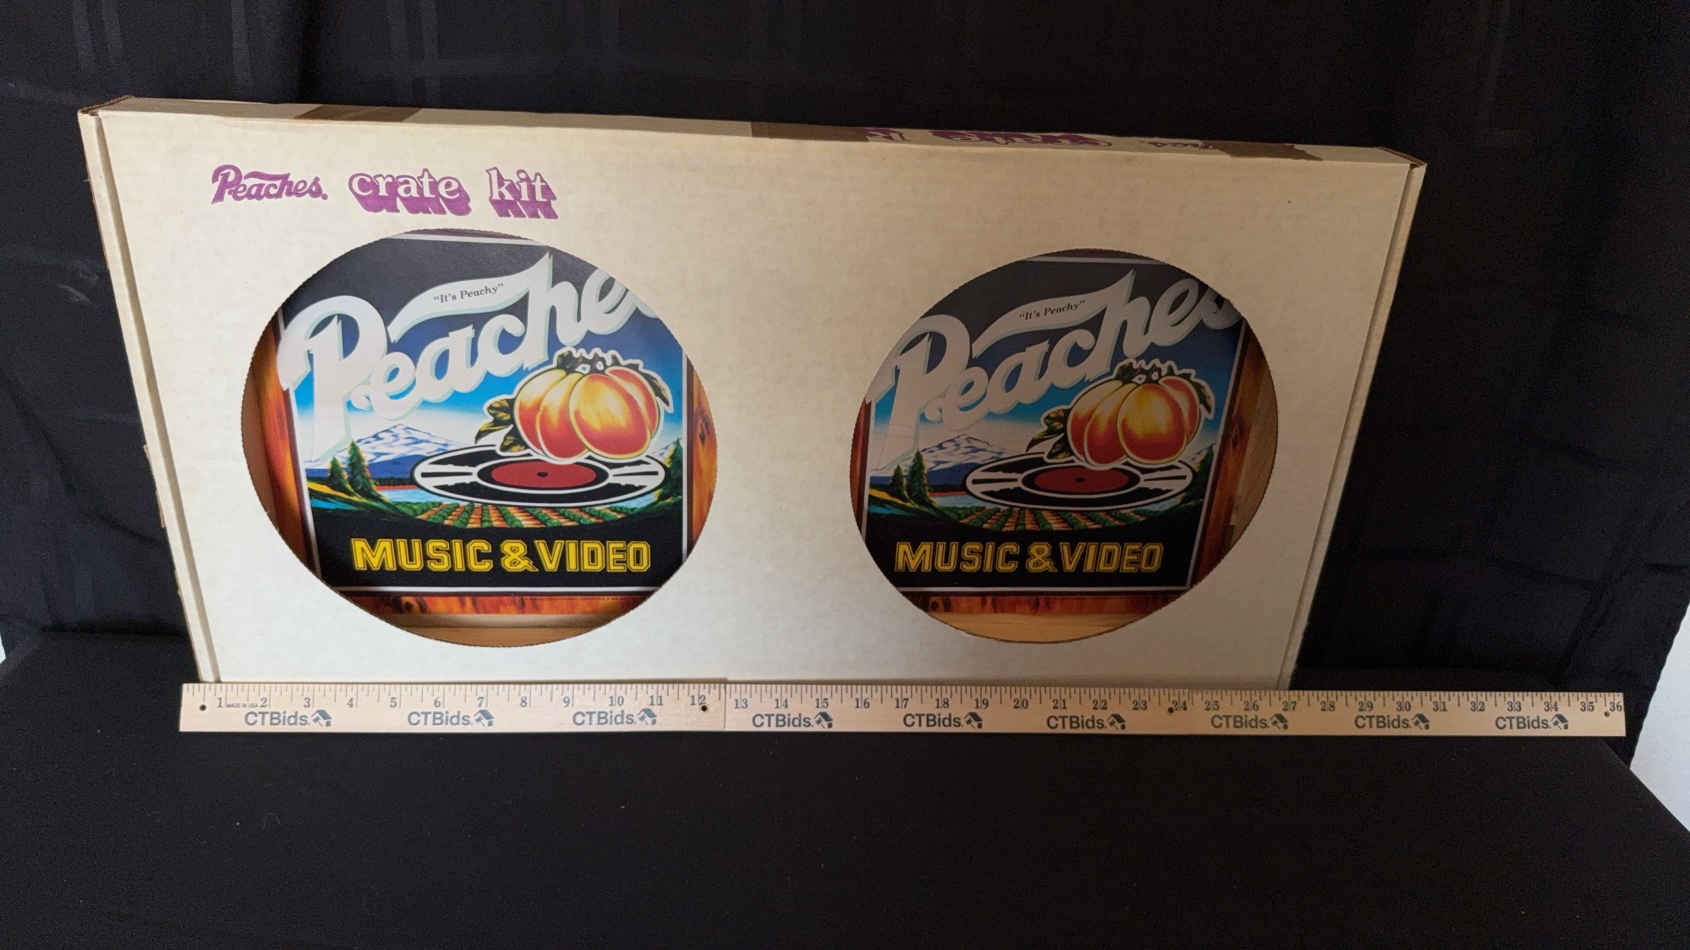 Peaches. crate kit
"It's Peachy"
Peaches
MUSIC & VIDEO
"It's Peachy"
Peaches
MUSIC & VIDEO
1 MADE IN USA 2 3 4 5 6 7 8 9 10 11 12 13 14 15 16 17 18 19 20 21 22 23 24 25 26 27 28 29 30 31 32 33 34 35 36
CTBids. CTBids. CTBids. CTBids. CTBids. CTBids. CTBids. CTBids. CTBids.